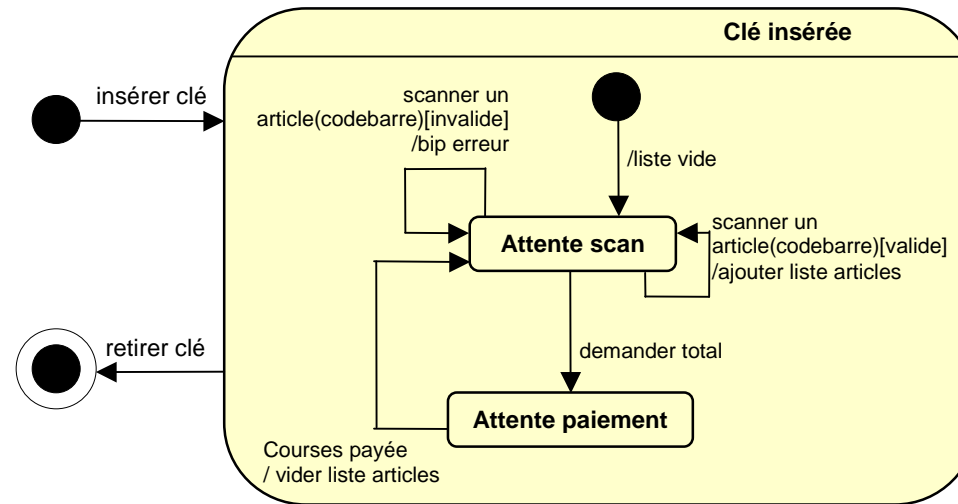 Clé insérée
insérer clé
scanner un
article(codebarre)[invalide]
/bip erreur
/liste vide
Attente scan
scanner un
article(codebarre)[valide]
/ajouter liste articles
retirer clé
demander total
Attente paiement
Courses payée
/ vider liste articles